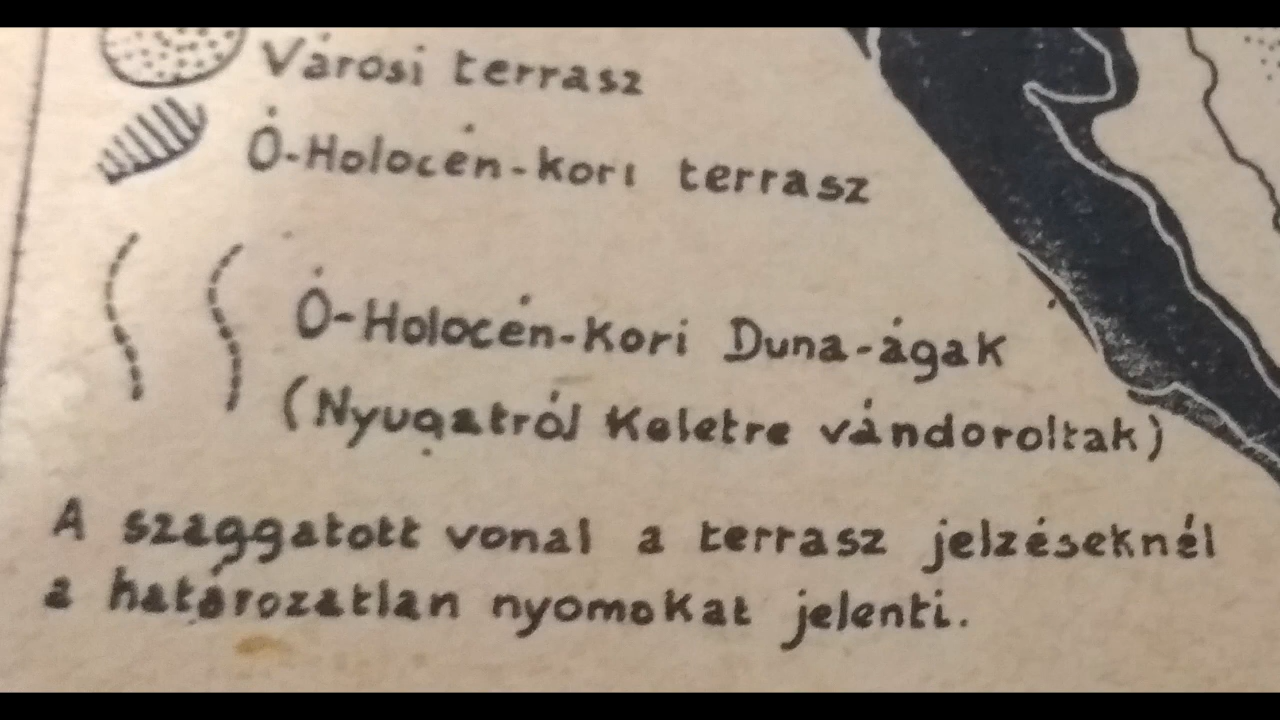 Városi terrasz
Ó-Holocén-kori terrasz
Ó-Holocén-kori Duna-ágak
(Nyugatról Keletre vándoroltak)
A szaggatott vonal a terrasz jelzéseknél
a határozatlan nyomokat jelenti.